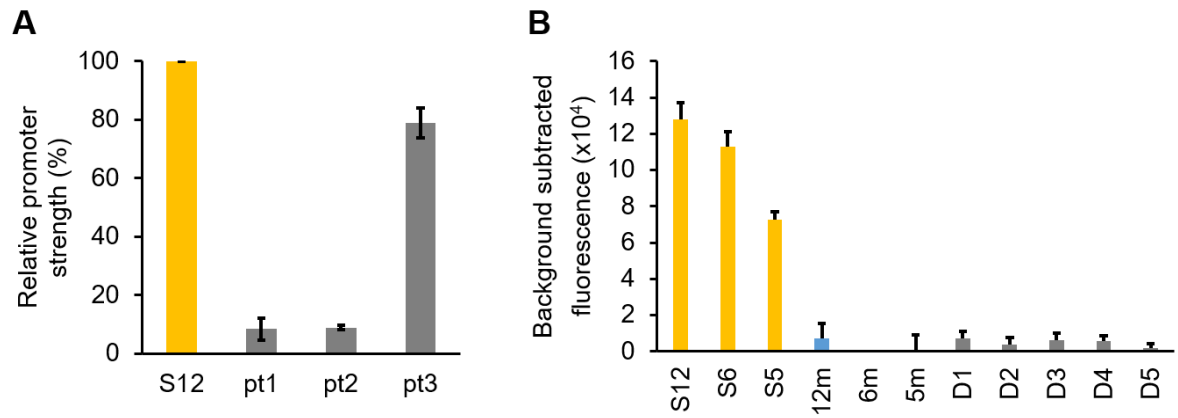 A
Relative promoter
strength (%)
100
80
60
40
20
0
S12 pt1 pt2 pt3
B
Background subtracted
fluorescence (x10⁴)
16
14
12
10
8
6
4
2
0
S12 S6 S5 12m 6m 5m D1 D2 D3 D4 D5